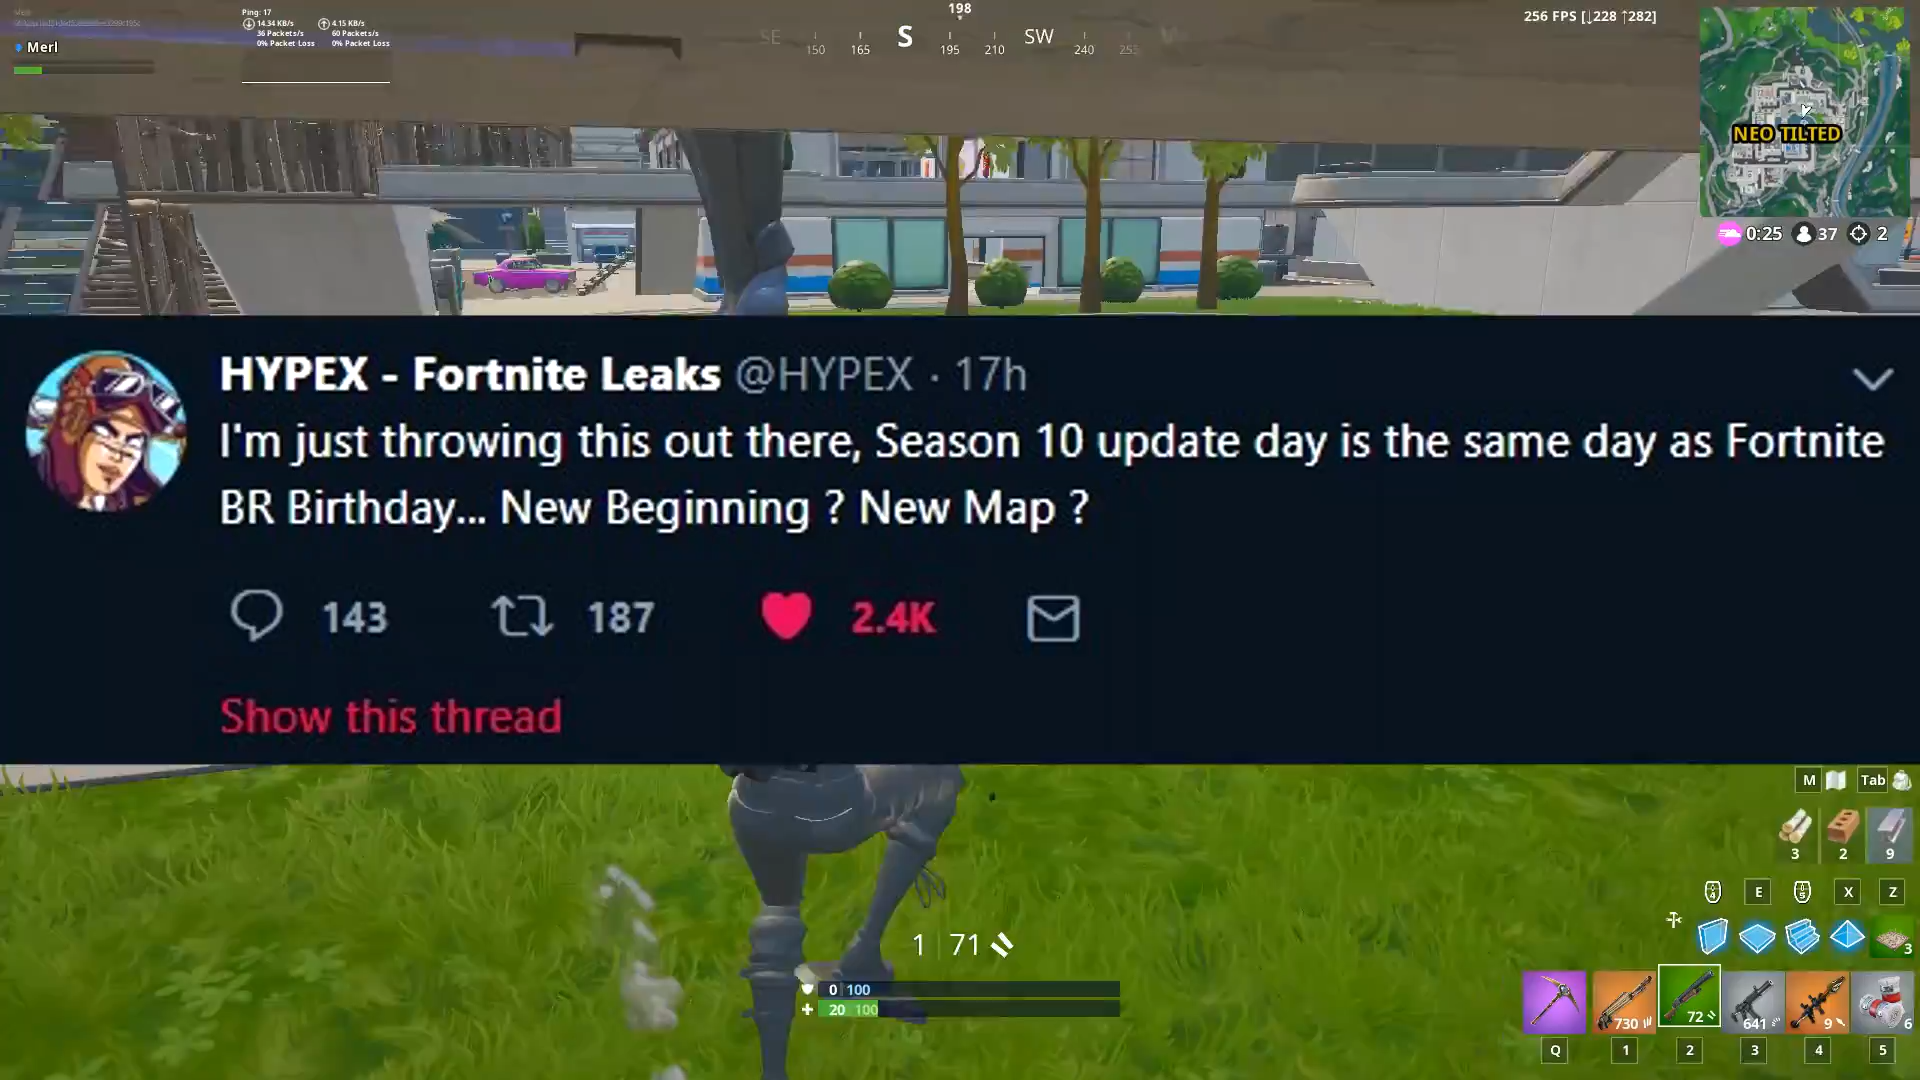 Ping: 17
14.34 KB/s 4.15 KB/s
36 Packets/s 60 Packets/s
0% Packet Loss 0% Packet Loss
Merl
198
SE 150 165 S 195 210 SW 240 255 W
256 FPS [↓228 ↑282]
NEO TILTED
0:25 37 2
HYPEX - Fortnite Leaks @HYPEX · 17h
I'm just throwing this out there, Season 10 update day is the same day as Fortnite
BR Birthday... New Beginning ? New Map ?
143 187 2.4K
Show this thread
M Tab
3 2 9
4 E 5 X Z
3
1 | 71
0 | 100
20 100
730 72 641 9 6
Q 1 2 3 4 5